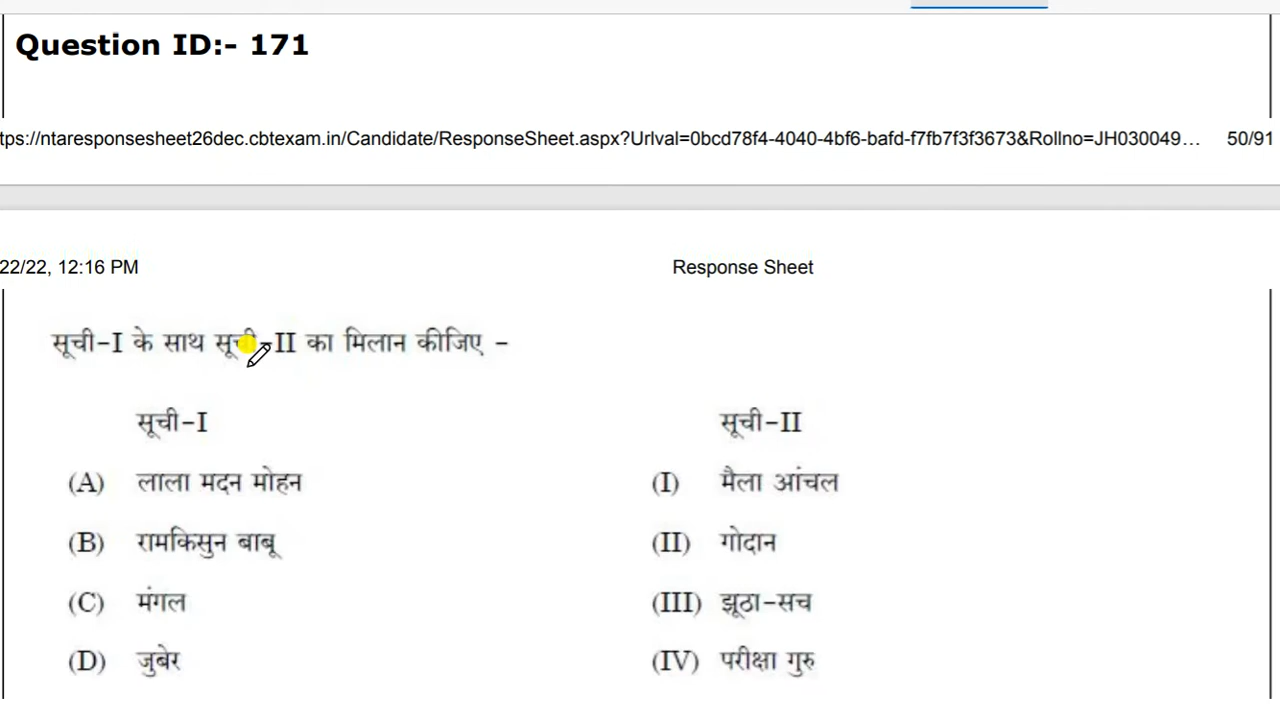 Question ID:- 171
tps://ntaresponsesheet26dec.cbtexam.in/Candidate/ResponseSheet.aspx?Urlval=0bcd78f4-4040-4bf6-bafd-f7fb7f3f3673&Rollno=JH030049… 50/91
22/22, 12:16 PM Response Sheet
सूची-I के साथ सूची-II का मिलान कीजिए -
सूची-I सूची-II
(A) लाला मदन मोहन (I) मैला आंचल
(B) रामकिसुन बाबू (II) गोदान
(C) मंगल (III) झूठा-सच
(D) जुबेर (IV) परीक्षा गुरु